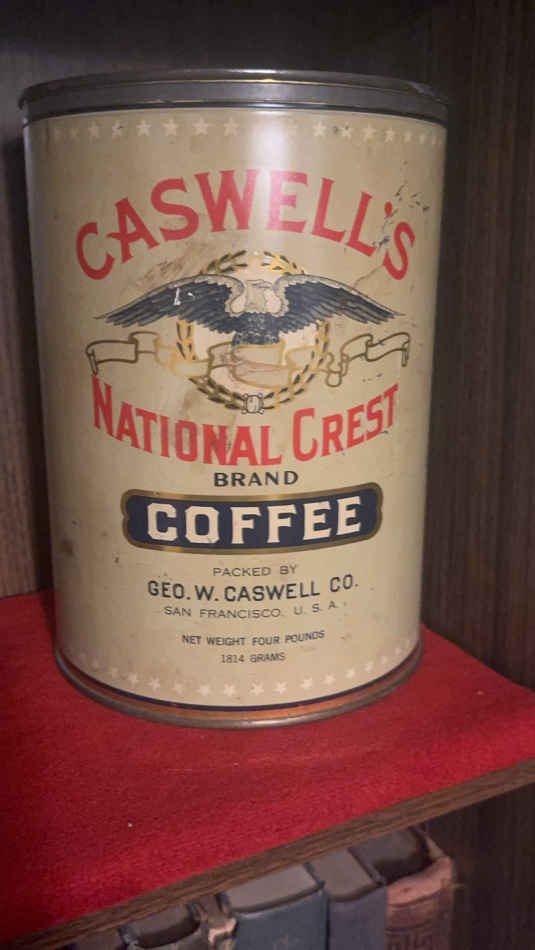 CASWELL'S
NATIONAL CREST
BRAND
COFFEE
PACKED BY
GEO. W. CASWELL CO.
SAN FRANCISCO, U. S. A.
NET WEIGHT FOUR POUNDS
1814 GRAMS